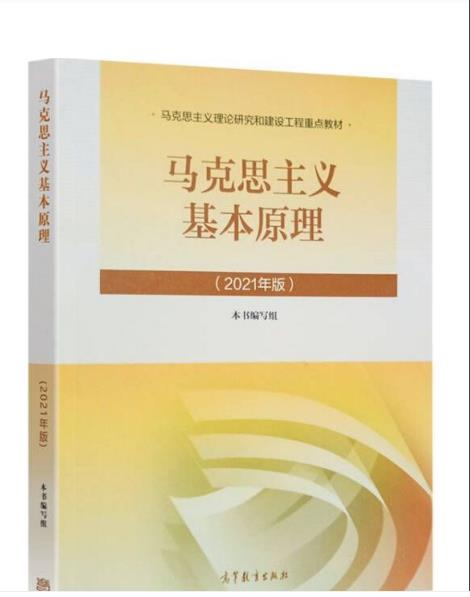 · 马克思主义理论研究和建设工程重点教材 ·
马克思主义
基本原理
(2021年版)
本书编写组
高等教育出版社
马克思主义基本原理
(2021年版)
本书编写组